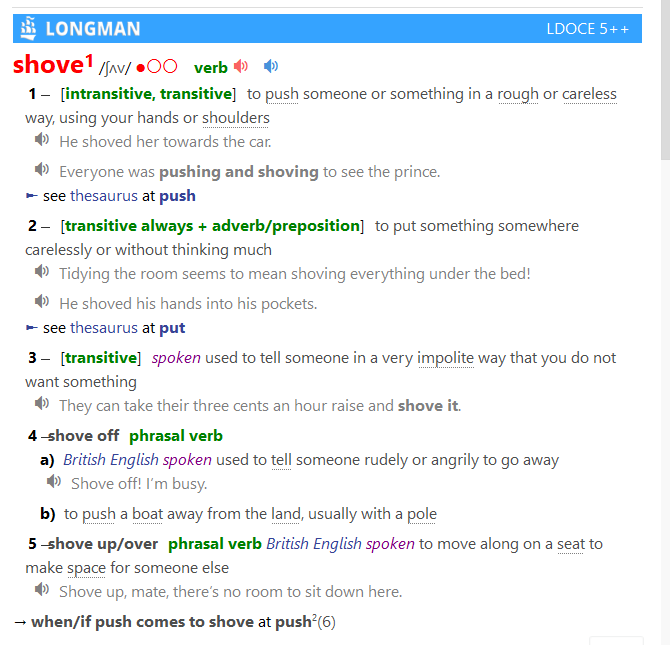 LONGMAN LDOCE 5++
shove1 /ʃʌv/ ●○○ verb
1 – [intransitive, transitive] to push someone or something in a rough or careless
way, using your hands or shoulders
He shoved her towards the car.
Everyone was pushing and shoving to see the prince.
► see thesaurus at push
2 – [transitive always + adverb/preposition] to put something somewhere
carelessly or without thinking much
Tidying the room seems to mean shoving everything under the bed!
He shoved his hands into his pockets.
► see thesaurus at put
3 – [transitive] spoken used to tell someone in a very impolite way that you do not
want something
They can take their three cents an hour raise and shove it.
4 –shove off phrasal verb
a) British English spoken used to tell someone rudely or angrily to go away
Shove off! I’m busy.
b) to push a boat away from the land, usually with a pole
5 –shove up/over phrasal verb British English spoken to move along on a seat to
make space for someone else
Shove up, mate, there’s no room to sit down here.
→ when/if push comes to shove at push2(6)